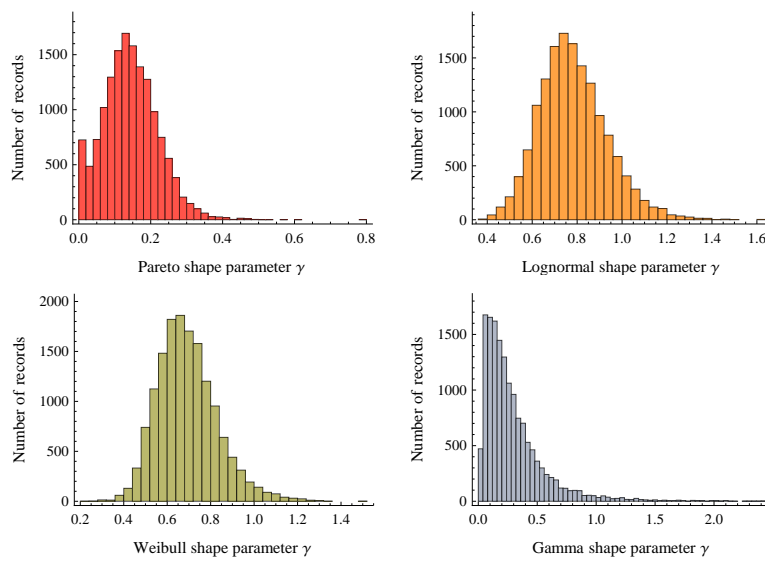 Number of records
1500
1000
500
0
0.0 0.2 0.4 0.6 0.8
Pareto shape parameter γ
Number of records
1500
1000
500
0
0.4 0.6 0.8 1.0 1.2 1.4 1.6
Lognormal shape parameter γ
Number of records
2000
1500
1000
500
0
0.2 0.4 0.6 0.8 1.0 1.2 1.4
Weibull shape parameter γ
Number of records
1500
1000
500
0
0.0 0.5 1.0 1.5 2.0
Gamma shape parameter γ